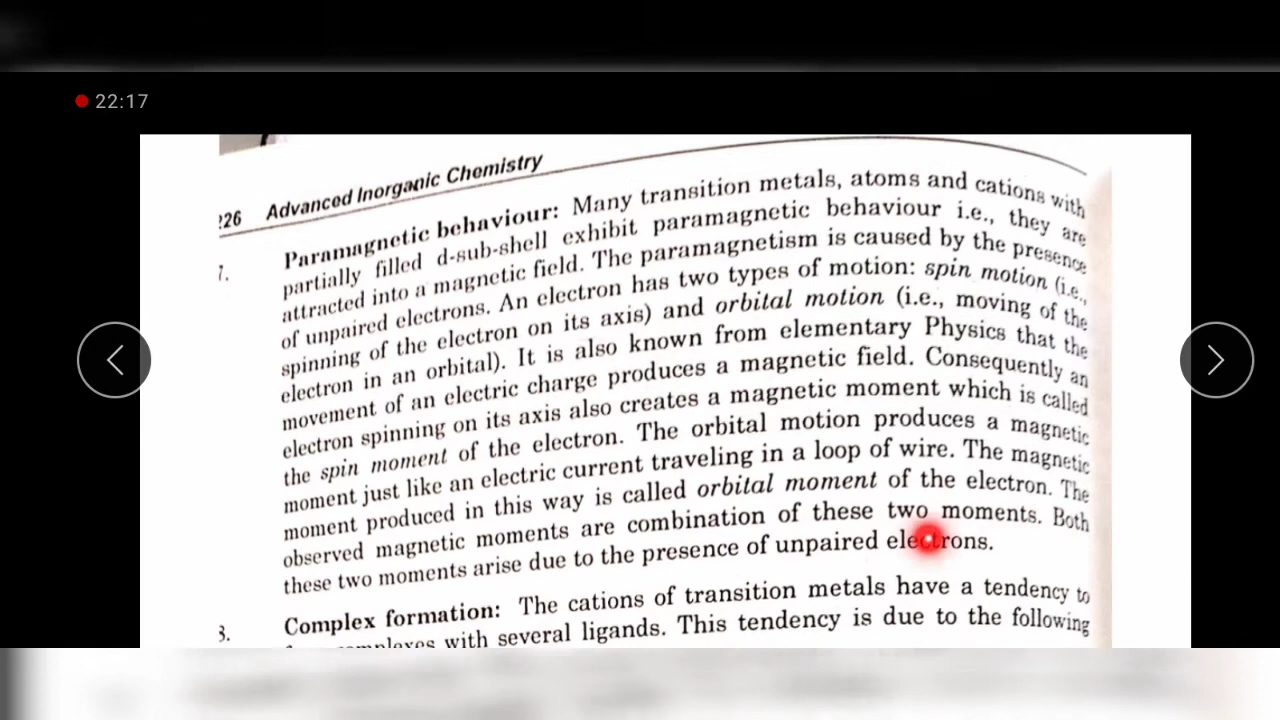 22:17
226 Advanced Inorganic Chemistry
7. Paramagnetic behaviour: Many transition metals, atoms and cations with
partially filled d-sub-shell exhibit paramagnetic behaviour i.e., they are
attracted into a magnetic field. The paramagnetism is caused by the presence
of unpaired electrons. An electron has two types of motion: spin motion (i.e.,
spinning of the electron on its axis) and orbital motion (i.e., moving of the
electron in an orbital). It is also known from elementary Physics that the
movement of an electric charge produces a magnetic field. Consequently an
electron spinning on its axis also creates a magnetic moment which is called
the spin moment of the electron. The orbital motion produces a magnetic
moment just like an electric current traveling in a loop of wire. The magnetic
moment produced in this way is called orbital moment of the electron. The
observed magnetic moments are combination of these two moments. Both
these two moments arise due to the presence of unpaired electrons.
8. Complex formation: The cations of transition metals have a tendency to
complexes with several ligands. This tendency is due to the following